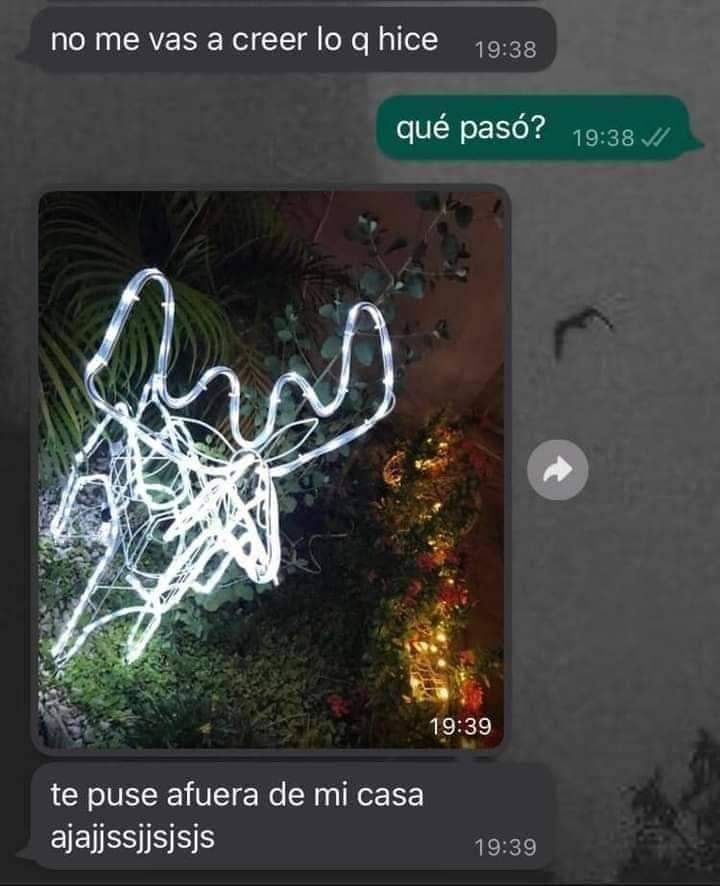 no me vas a creer lo q hice 19:38
qué pasó? 19:38
19:39
te puse afuera de mi casa
ajajjssjjsjsjs 19:39